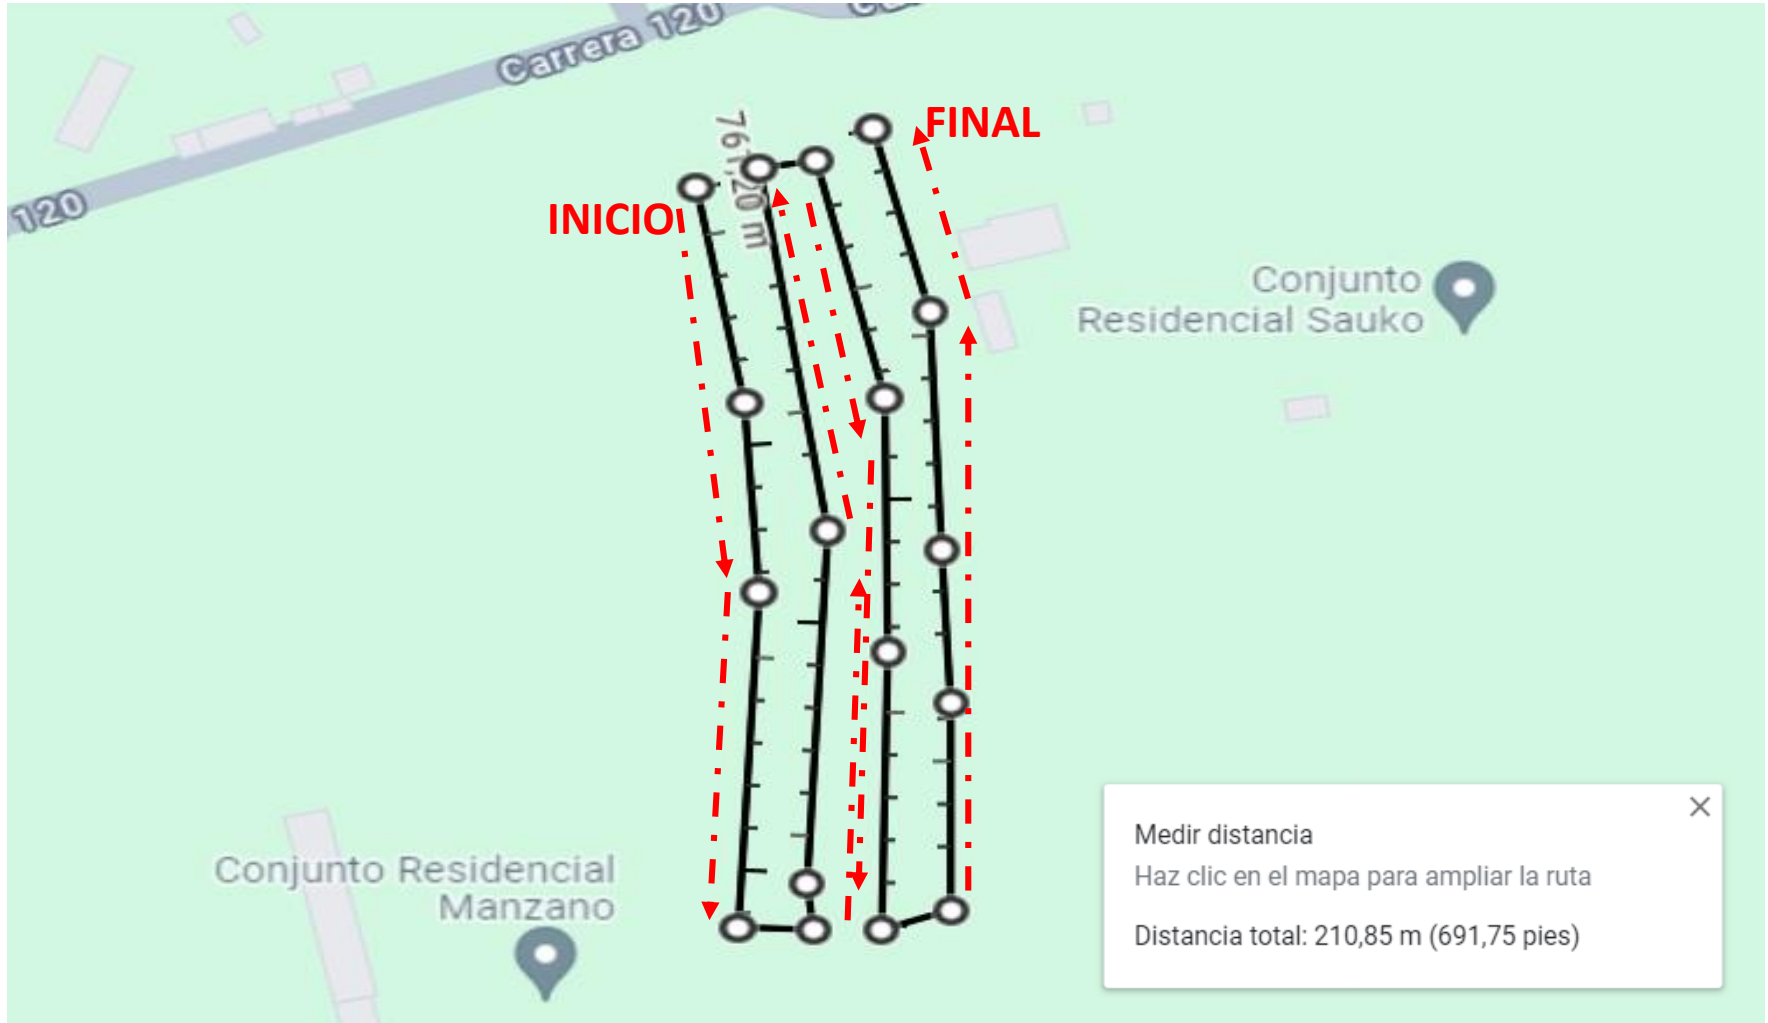 Carrera 120
120
FINAL
INICIO
Conjunto
Residencial Sauko
Conjunto Residencial
Manzano
Medir distancia
Haz clic en el mapa para ampliar la ruta
Distancia total: 210,85 m (691,75 pies)